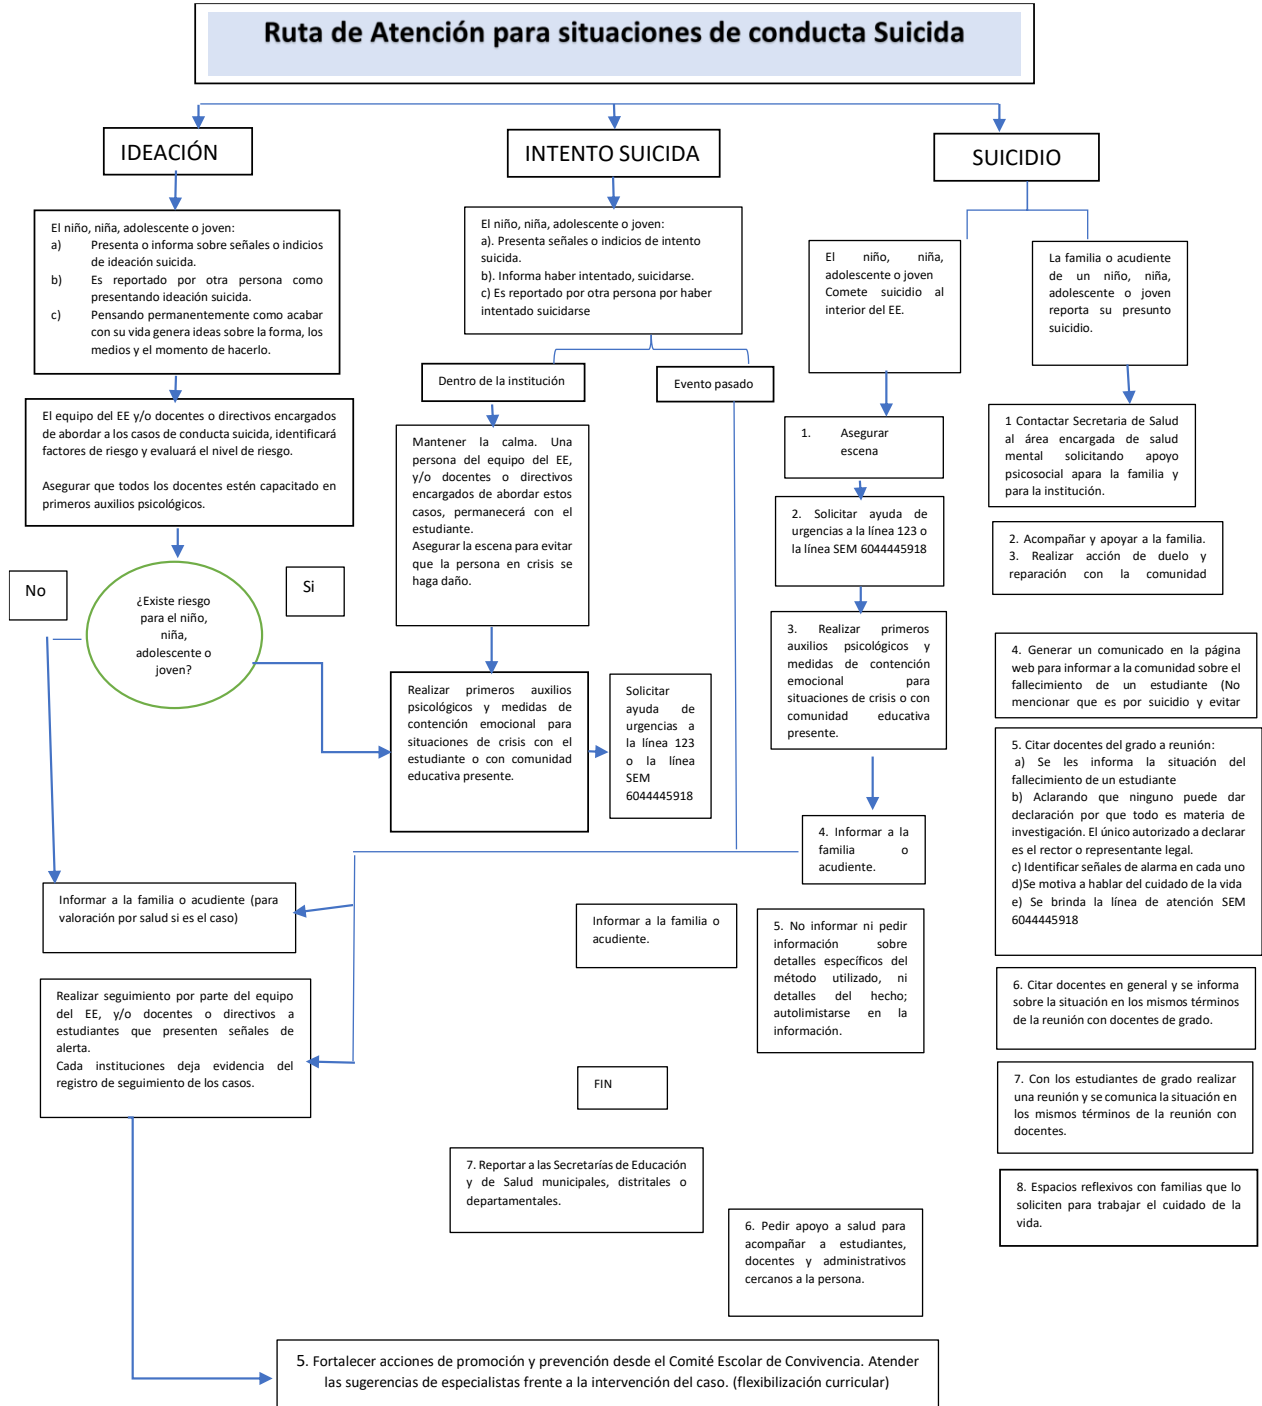 Ruta de Atención para situaciones de conducta Suicida
IDEACIÓN
El niño, niña, adolescente o joven:
a) Presenta o informa sobre señales o indicios
de ideación suicida.
b) Es reportado por otra persona como
presentando ideación suicida.
c) Pensando permanentemente como acabar
con su vida genera ideas sobre la forma, los
medios y el momento de hacerlo.
El equipo del EE y/o docentes o directivos encargados
de abordar a los casos de conducta suicida, identificará
factores de riesgo y evaluará el nivel de riesgo.
Asegurar que todos los docentes estén capacitado en
primeros auxilios psicológicos.
No
¿Existe riesgo
para el niño,
niña,
adolescente o
joven?
Si
Informar a la familia o acudiente (para
valoración por salud si es el caso)
Realizar seguimiento por parte del equipo
del EE, y/o docentes o directivos a
estudiantes que presenten señales de
alerta.
Cada instituciones deja evidencia del
registro de seguimiento de los casos.
INTENTO SUICIDA
El niño, niña, adolescente o joven:
a). Presenta señales o indicios de intento
suicida.
b). Informa haber intentado, suicidarse.
c) Es reportado por otra persona por haber
intentado suicidarse
Dentro de la institución
Evento pasado
Mantener la calma. Una
persona del equipo del EE,
y/o docentes o directivos
encargados de abordar estos
casos, permanecerá con el
estudiante.
Asegurar la escena para evitar
que la persona en crisis se
haga daño.
Realizar primeros auxilios
psicológicos y medidas de
contención emocional para
situaciones de crisis con el
estudiante o con comunidad
educativa presente.
Solicitar
ayuda de
urgencias a
la línea 123
o la línea
SEM
6044445918
Informar a la familia o
acudiente.
FIN
SUICIDIO
El niño, niña,
adolescente o joven
Comete suicidio al
interior del EE.
1. Asegurar
escena
2. Solicitar ayuda de
urgencias a la línea 123 o
la línea SEM 6044445918
3. Realizar primeros
auxilios psicológicos y
medidas de contención
emocional para
situaciones de crisis o con
comunidad educativa
presente.
4. Informar a la
familia o
acudiente.
5. No informar ni pedir
información sobre
detalles específicos del
método utilizado, ni
detalles del hecho;
autolimistarse en la
información.
6. Pedir apoyo a salud para
acompañar a estudiantes,
docentes y administrativos
cercanos a la persona.
7. Reportar a las Secretarías de Educación
y de Salud municipales, distritales o
departamentales.
La familia o acudiente
de un niño, niña,
adolescente o joven
reporta su presunto
suicidio.
1 Contactar Secretaria de Salud
al área encargada de salud
mental solicitando apoyo
psicosocial apara la familia y
para la institución.
2. Acompañar y apoyar a la familia.
3. Realizar acción de duelo y
reparación con la comunidad
4. Generar un comunicado en la página
web para informar a la comunidad sobre el
fallecimiento de un estudiante (No
mencionar que es por suicidio y evitar
5. Citar docentes del grado a reunión:
a) Se les informa la situación del
fallecimiento de un estudiante
b) Aclarando que ninguno puede dar
declaración por que todo es materia de
investigación. El único autorizado a declarar
es el rector o representante legal.
c) Identificar señales de alarma en cada uno
d)Se motiva a hablar del cuidado de la vida
e) Se brinda la línea de atención SEM
6044445918
6. Citar docentes en general y se informa
sobre la situación en los mismos términos
de la reunión con docentes de grado.
7. Con los estudiantes de grado realizar
una reunión y se comunica la situación en
los mismos términos de la reunión con
docentes.
8. Espacios reflexivos con familias que lo
soliciten para trabajar el cuidado de la
vida.
5. Fortalecer acciones de promoción y prevención desde el Comité Escolar de Convivencia. Atender
las sugerencias de especialistas frente a la intervención del caso. (flexibilización curricular)